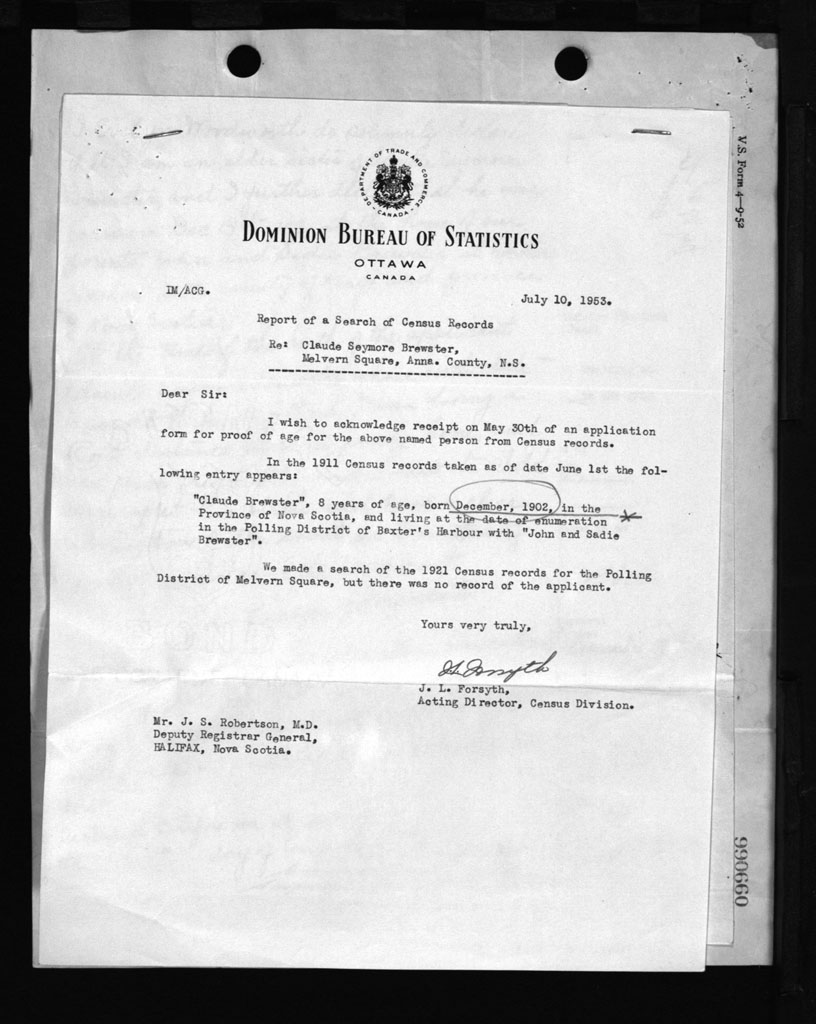 V.S. Form 4—9-52
DEPARTMENT OF TRADE AND COMMERCE
CANADA
DOMINION BUREAU OF STATISTICS
OTTAWA
CANADA
IM/ACG.
July 10, 1953.
Report of a Search of Census Records
Re: Claude Seymore Brewster,
Melvern Square, Anna. County, N.S.
Dear Sir:
I wish to acknowledge receipt on May 30th of an application
form for proof of age for the above named person from Census records.
In the 1911 Census records taken as of date June 1st the fol-
lowing entry appears:
"Claude Brewster", 8 years of age, born December, 1902, in the
Province of Nova Scotia, and living at the date of enumeration
in the Polling District of Baxter's Harbour with "John and Sadie
Brewster".
We made a search of the 1921 Census records for the Polling
District of Melvern Square, but there was no record of the applicant.
Yours very truly,
J. L. Forsyth
J. L. Forsyth,
Acting Director, Census Division.
Mr. J. S. Robertson, M.D.
Deputy Registrar General,
HALIFAX, Nova Scotia.
990660